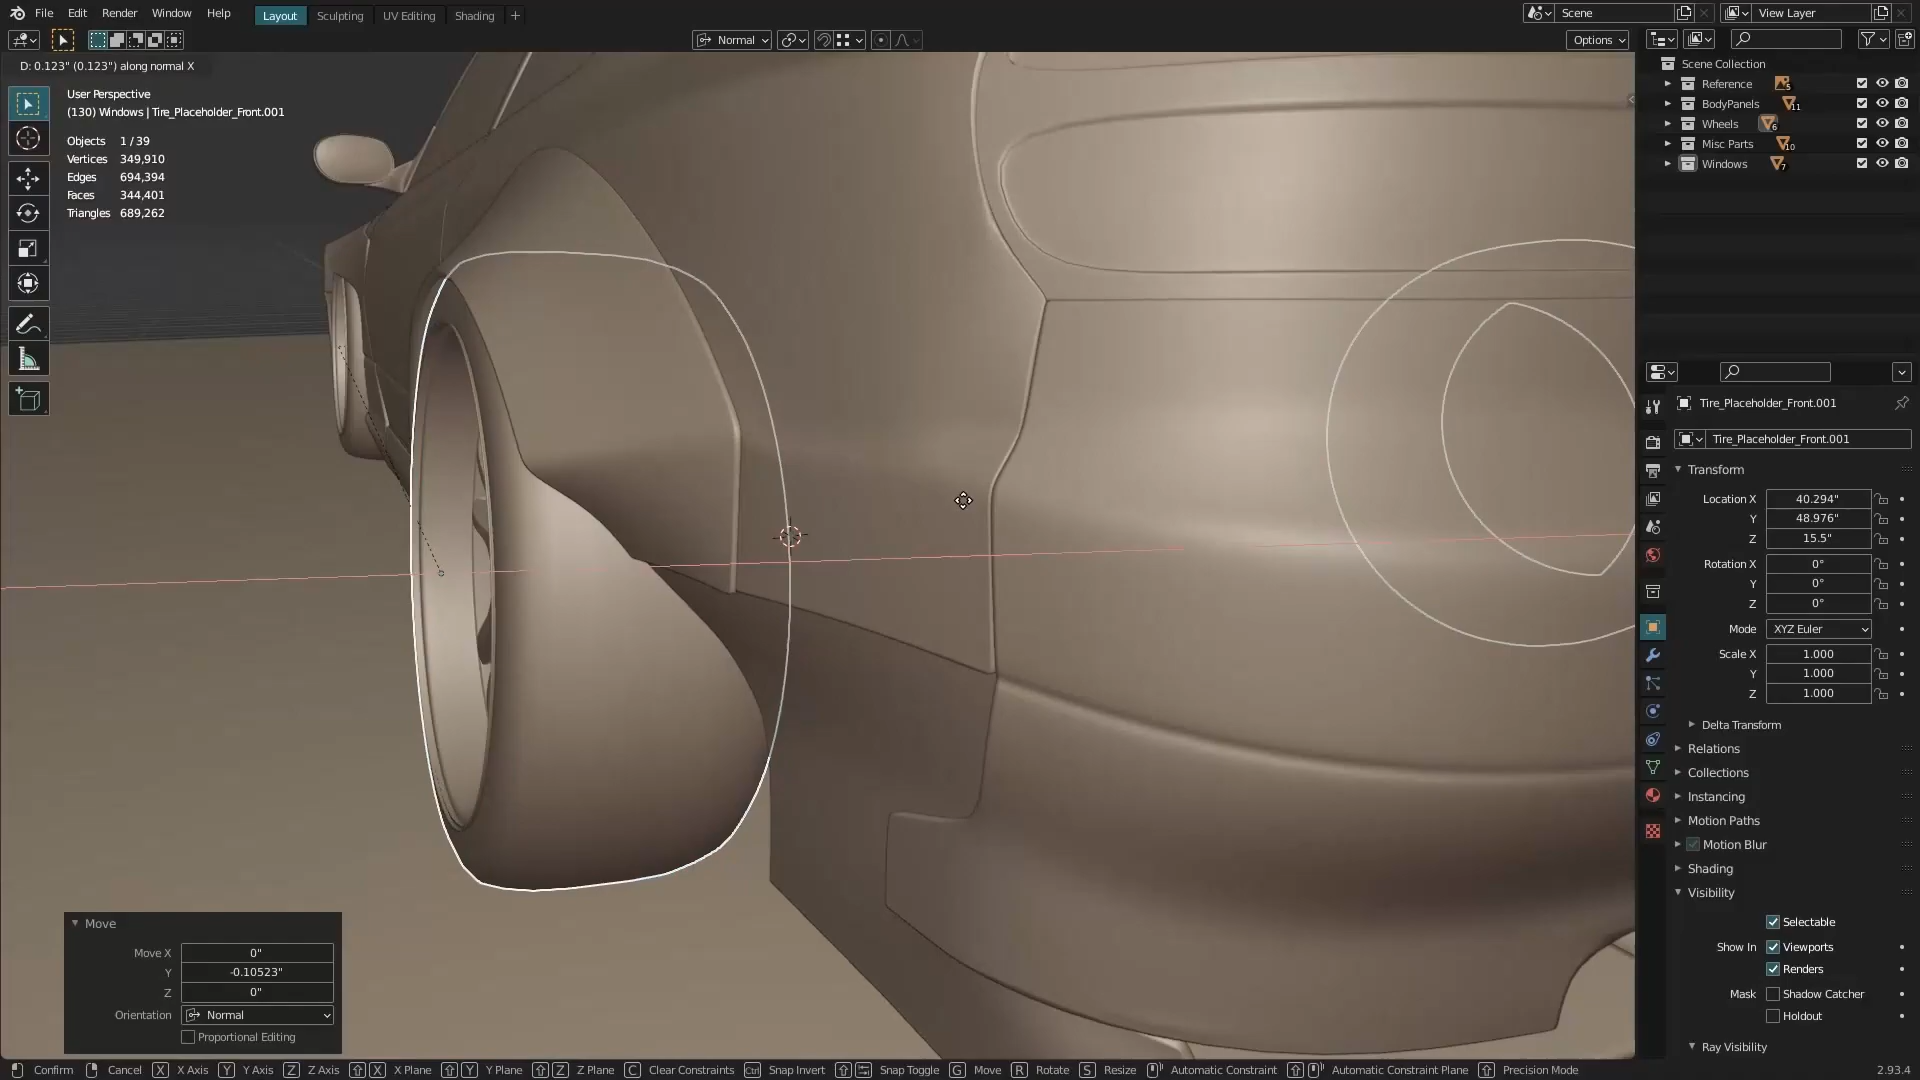 File Edit Render Window Help
Layout Sculpting UV Editing Shading +
Scene View Layer
Normal Options
D: 0.123" (0.123") along normal X
User Perspective
(130) Windows | Tire_Placeholder_Front.001
Objects 1 / 39
Vertices 349,910
Edges 694,394
Faces 344,401
Triangles 689,262
Scene Collection
Reference 5
BodyPanels 11
Wheels 6
Misc Parts 10
Windows 7
Tire_Placeholder_Front.001
Tire_Placeholder_Front.001
Transform
Location X 40.294"
Y 48.976"
Z 15.5"
Rotation X 0°
Y 0°
Z 0°
Mode XYZ Euler
Scale X 1.000
Y 1.000
Z 1.000
Delta Transform
Relations
Collections
Instancing
Motion Paths
Motion Blur
Shading
Visibility
Selectable
Show In Viewports
Renders
Mask Shadow Catcher
Holdout
Ray Visibility
Move
Move X 0"
Y -0.10523"
Z 0"
Orientation Normal
Proportional Editing
Confirm Cancel X X Axis Y Y Axis Z Z Axis X X Plane Y Y Plane Z Z Plane C Clear Constraints Ctrl Snap Invert Snap Toggle G Move R Rotate S Resize Automatic Constraint Automatic Constraint Plane Precision Mode 2.93.4